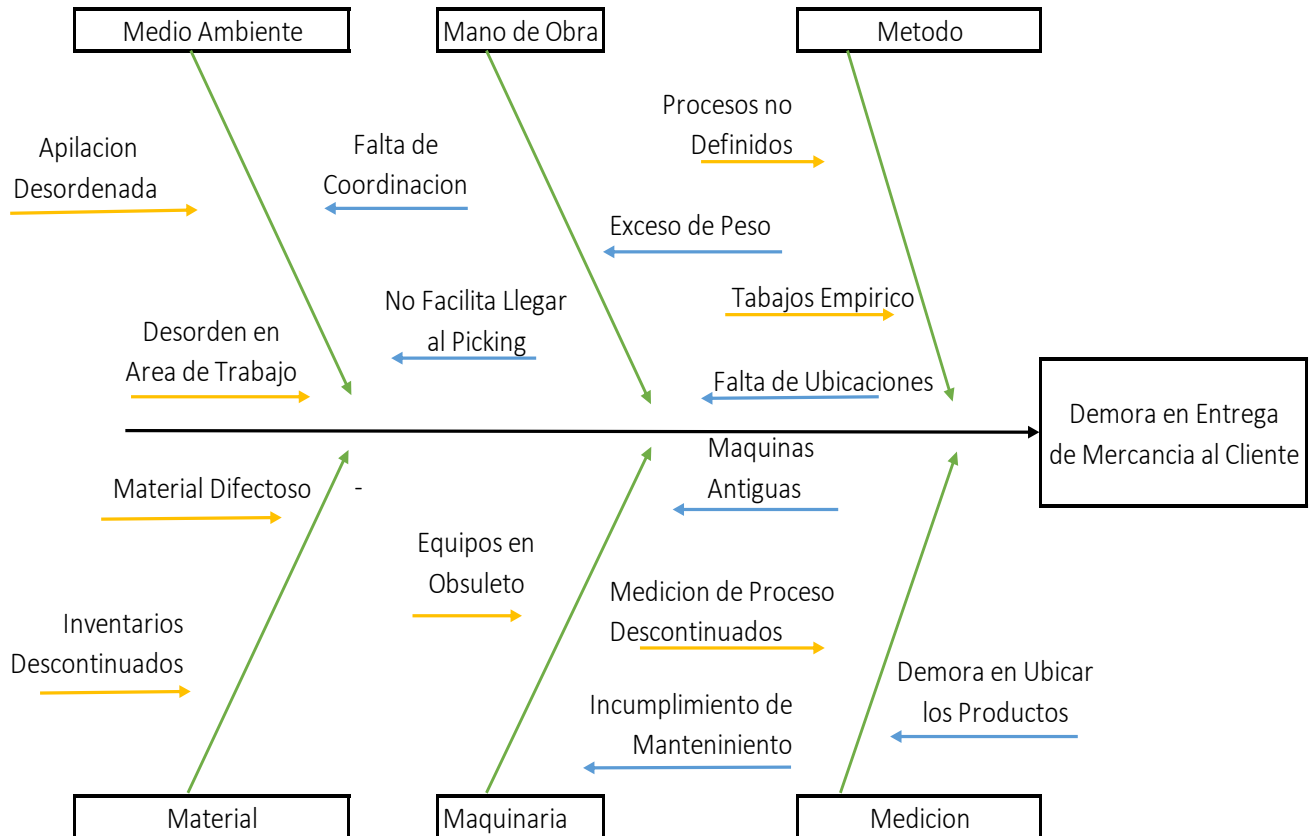 Medio Ambiente
Mano de Obra
Metodo
Procesos no
Definidos
Apilacion
Desordenada
Falta de
Coordinacion
Exceso de Peso
Tabajos Empirico
No Facilita Llegar
al Picking
Desorden en
Area de Trabajo
Falta de Ubicaciones
Demora en Entrega
de Mercancia al Cliente
Maquinas
Antiguas
Material Difectoso
-
Equipos en
Obsuleto
Medicion de Proceso
Descontinuados
Inventarios
Descontinuados
Demora en Ubicar
los Productos
Incumplimiento de
Manteniniento
Material
Maquinaria
Medicion